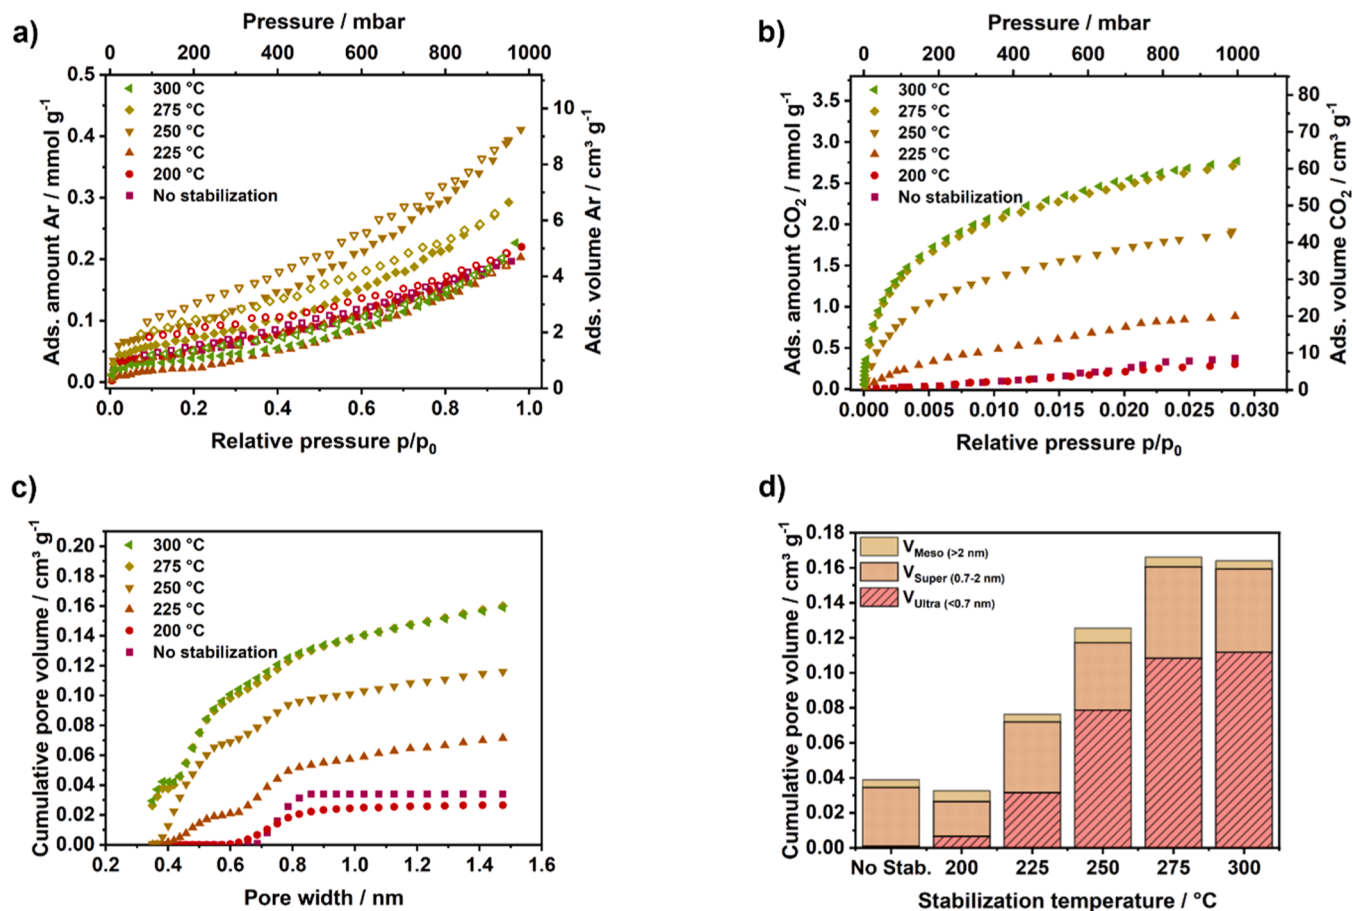 a)
Pressure / mbar
0 200 400 600 800 1000
Ads. amount Ar / mmol g⁻¹
0.5
0.4
0.3
0.2
0.1
0.0
300 °C
275 °C
250 °C
225 °C
200 °C
No stabilization
10
8
6
4
2
0
Ads. volume Ar / cm³ g⁻¹
0.0 0.2 0.4 0.6 0.8 1.0
Relative pressure p/p₀
b)
Pressure / mbar
0 200 400 600 800 1000
Ads. amount CO₂ / mmol g⁻¹
3.5
3.0
2.5
2.0
1.5
1.0
0.5
0.0
300 °C
275 °C
250 °C
225 °C
200 °C
No stabilization
80
70
60
50
40
30
20
10
0
Ads. volume CO₂ / cm³ g⁻¹
0.000 0.005 0.010 0.015 0.020 0.025 0.030
Relative pressure p/p₀
c)
Cumulative pore volume / cm³ g⁻¹
0.20
0.18
0.16
0.14
0.12
0.10
0.08
0.06
0.04
0.02
0.00
300 °C
275 °C
250 °C
225 °C
200 °C
No stabilization
0.2 0.4 0.6 0.8 1.0 1.2 1.4 1.6
Pore width / nm
d)
Cumulative pore volume / cm³ g⁻¹
0.18
0.16
0.14
0.12
0.10
0.08
0.06
0.04
0.02
0.00
V Meso (>2 nm)
V Super (0.7-2 nm)
V Ultra (<0.7 nm)
No Stab. 200 225 250 275 300
Stabilization temperature / °C